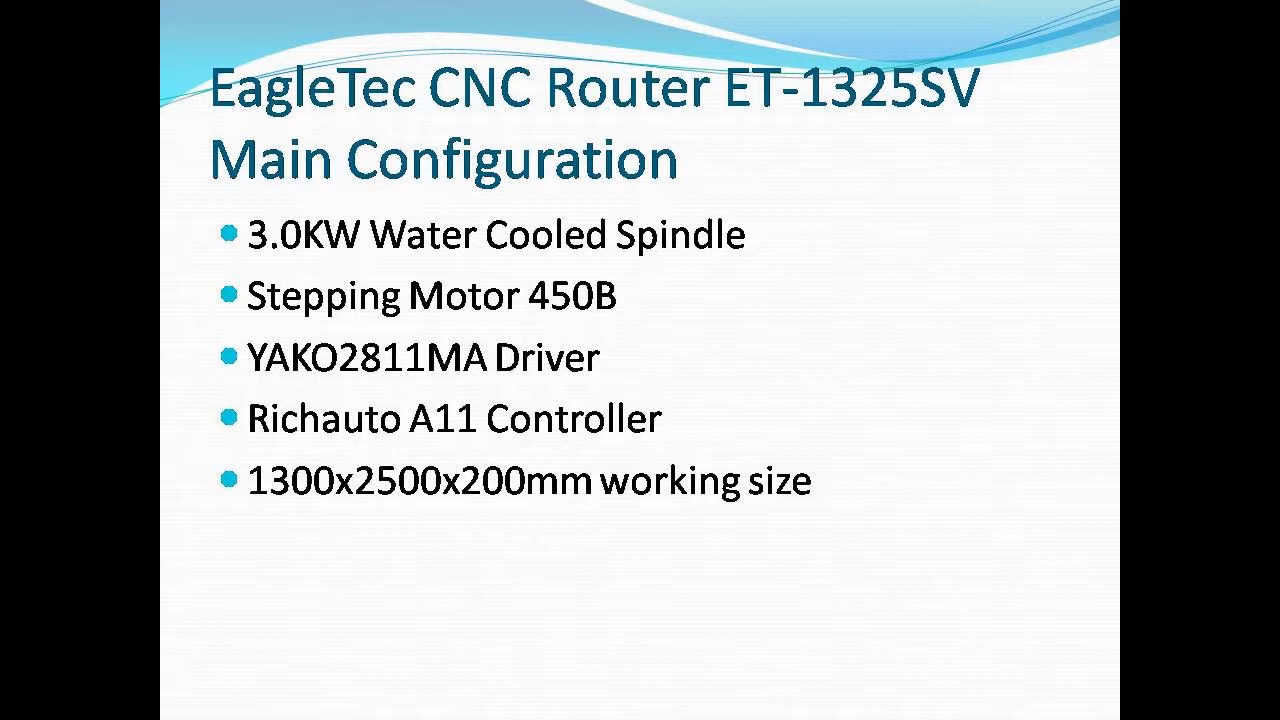 EagleTec CNC Router ET-1325SV
Main Configuration
3.0KW Water Cooled Spindle
Stepping Motor 450B
YAKO2811MA Driver
Richauto A11 Controller
1300x2500x200mm working size